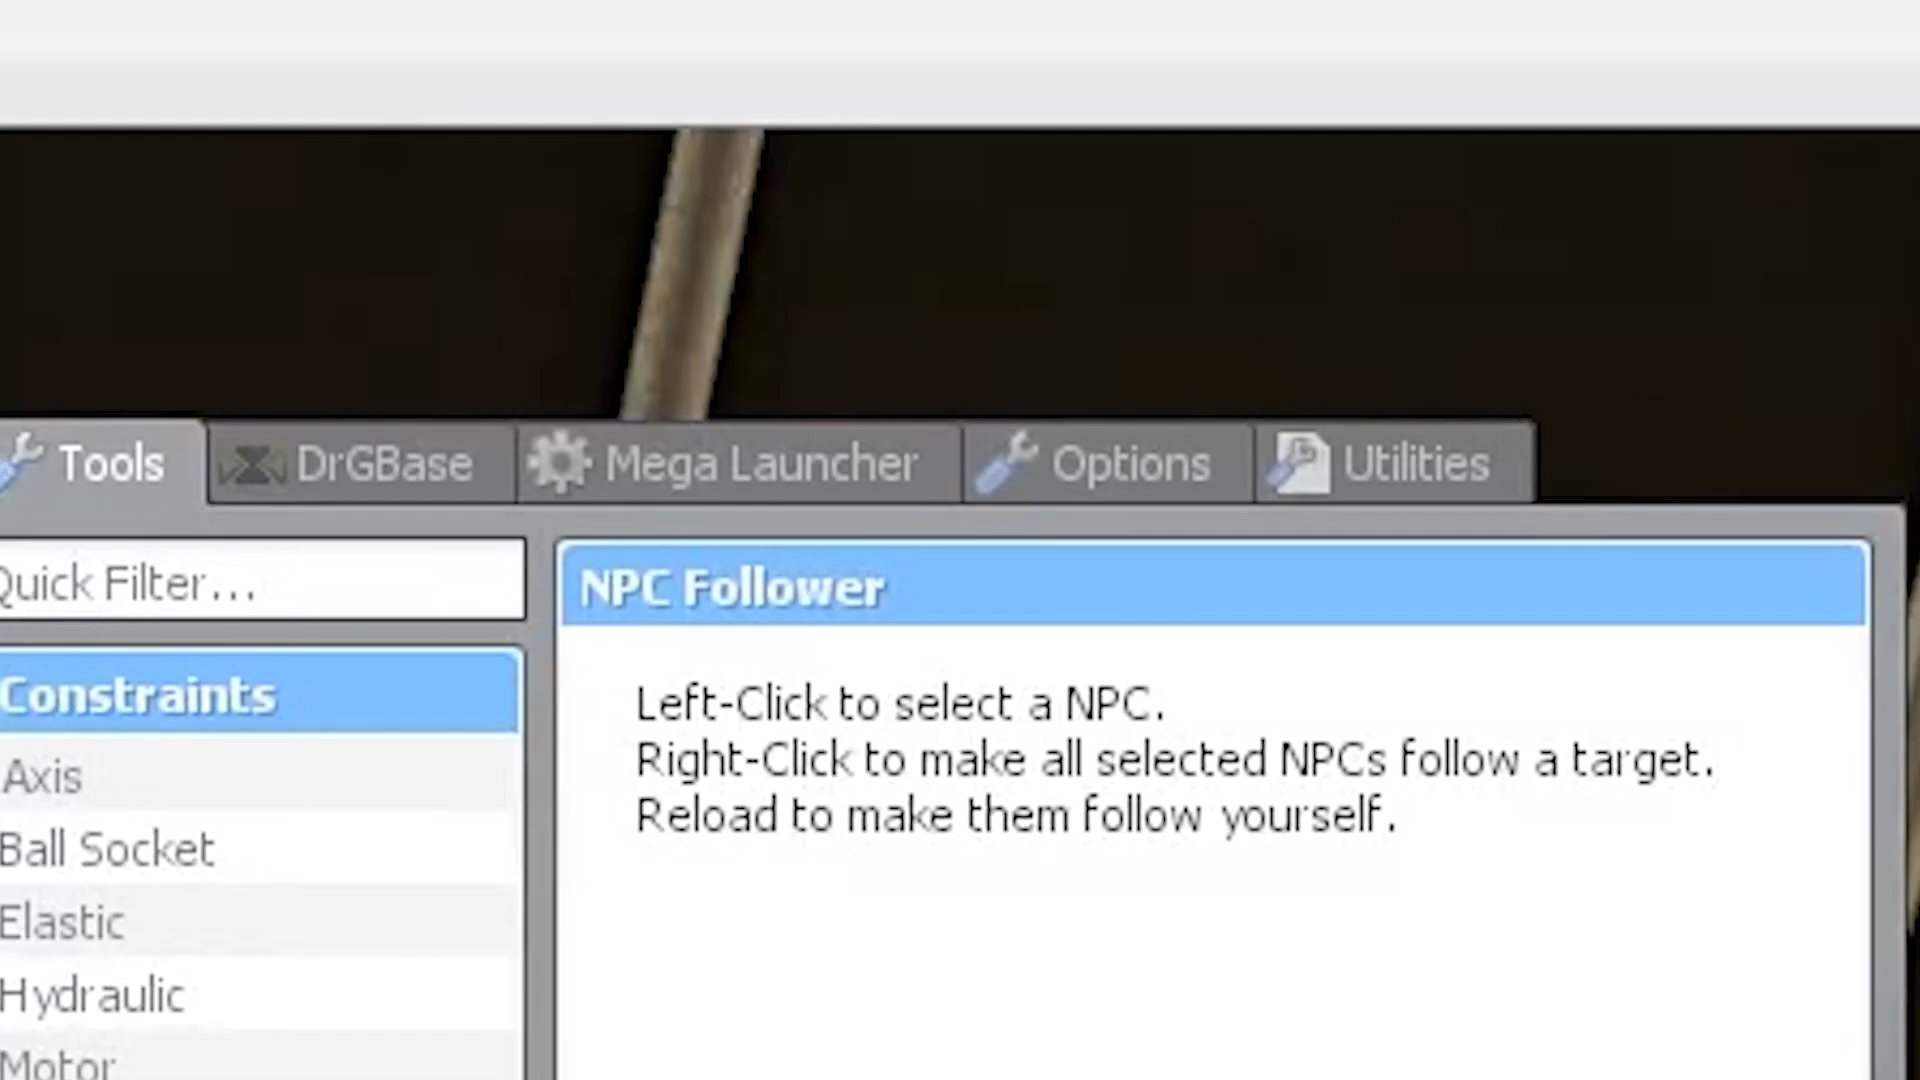 Tools
DrGBase
Mega Launcher
Options
Utilities
Quick Filter...
NPC Follower
Constraints
Left-Click to select a NPC.
Right-Click to make all selected NPCs follow a target.
Reload to make them follow yourself.
Axis
Ball Socket
Elastic
Hydraulic
Motor